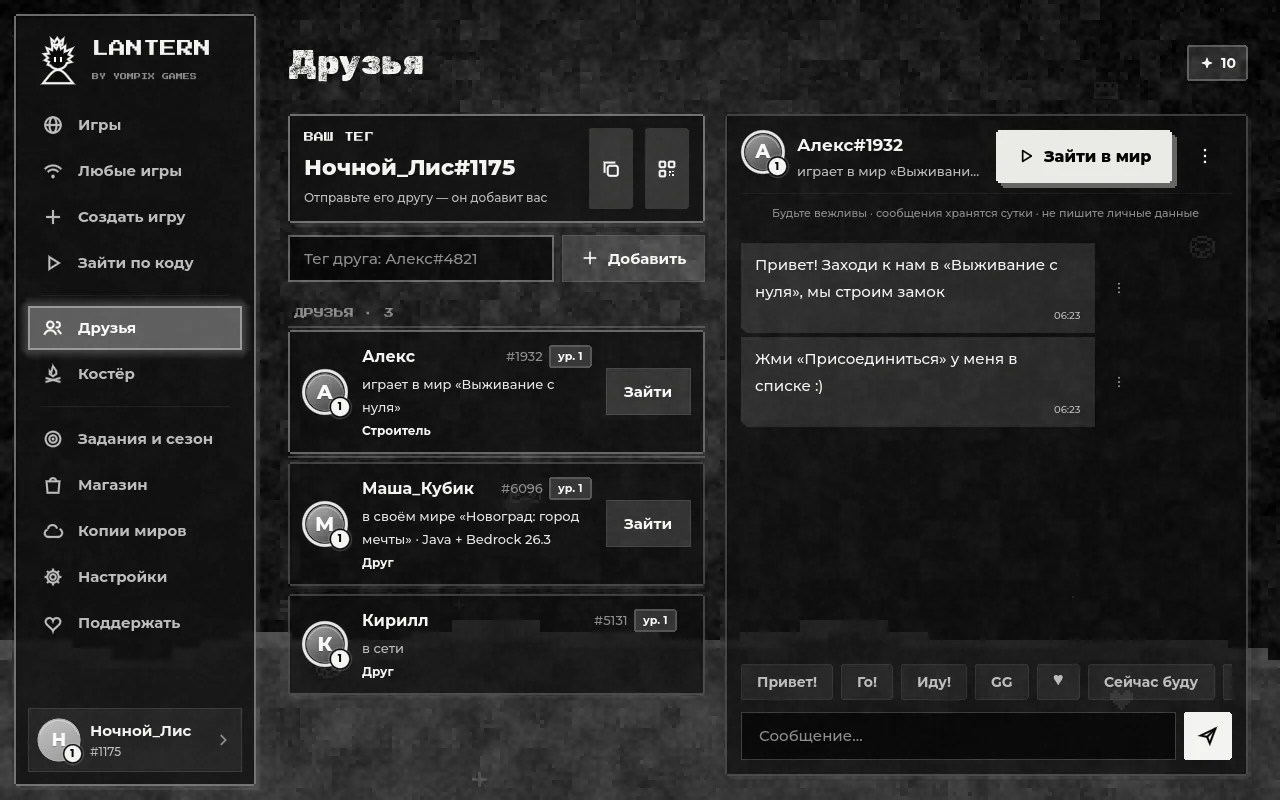 LANTERN
BY YOMPIX GAMES
Игры
Любые игры
Создать игру
Зайти по коду
Друзья
Костёр
Задания и сезон
Магазин
Копии миров
Настройки
Поддержать
Н
1
Ночной_Лис
#1175
Друзья
10
ВАШ ТЕГ
Ночной_Лис#1175
Отправьте его другу — он добавит вас
Тег друга: Алекс#4821
Добавить
ДРУЗЬЯ · 3
А
1
Алекс
#1932
ур. 1
играет в мир «Выживание с
нуля»
Строитель
Зайти
М
1
Маша_Кубик
#6096
ур. 1
в своём мире «Новоград: город
мечты» · Java + Bedrock 26.3
Друг
Зайти
К
1
Кирилл
#5131
ур. 1
в сети
Друг
А
1
Алекс#1932
играет в мир «Выживани…
Зайти в мир
Будьте вежливы · сообщения хранятся сутки · не пишите личные данные
Привет! Заходи к нам в «Выживание с
нуля», мы строим замок
06:23
Жми «Присоединиться» у меня в
списке :)
06:23
Привет!
Го!
Иду!
GG
♥
Сейчас буду
Сообщение…